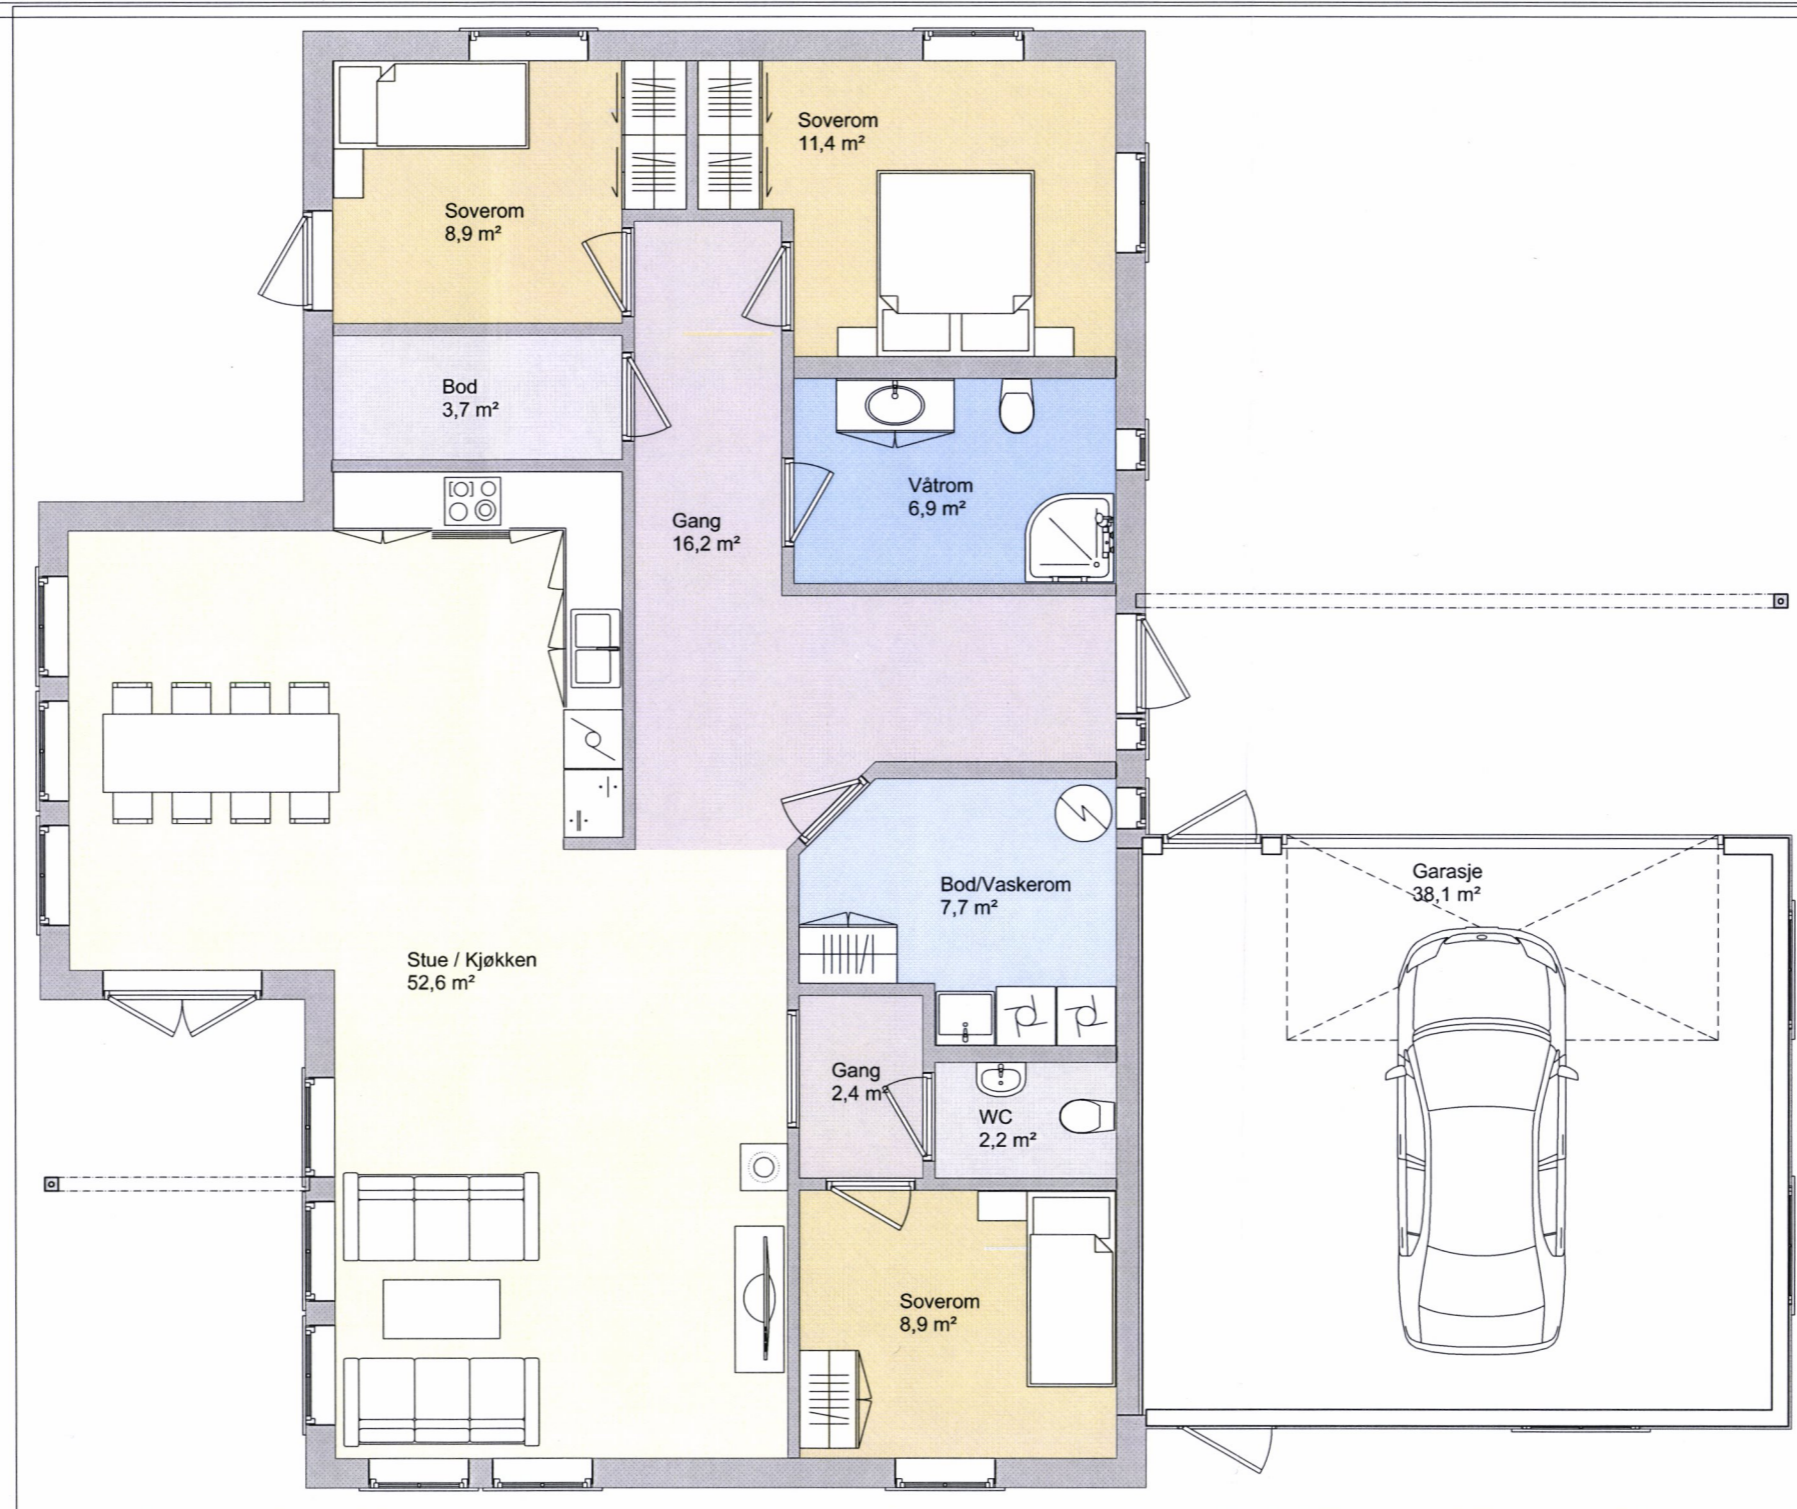 Soverom
11,4 m²
Soverom
8,9 m²
Bod
3,7 m²
Våtrom
6,9 m²
Gang
16,2 m²
Garasje
38,1 m²
Bod/Vaskerom
7,7 m²
Stue / Kjøkken
52,6 m²
Gang
2,4 m²
WC
2,2 m²
Soverom
8,9 m²